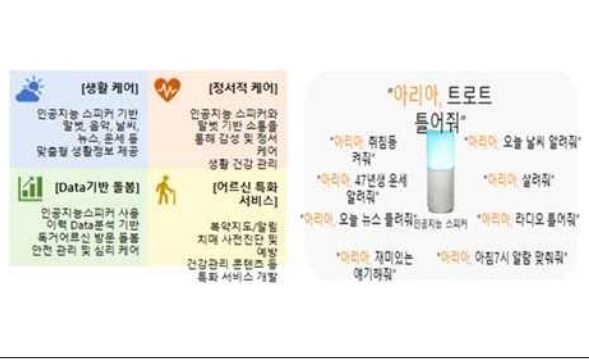 [생활 케어]
인공지능 스피커 기반
말벗, 음악, 날씨,
뉴스, 운세 등
맞춤형 생활정보 제공
[정서적 케어]
인공지능 스피커와
말벗 기반 소통을
통해 감성 및 정서
케어
생활 건강 관리
[Data기반 돌봄]
인공지능스피커 사용
이력 Data분석 기반
독거어르신 방문 돌봄
안전 관리 및 심리 케어
[어르신 특화
서비스]
복약지도/알림
치매 사전진단 및
예방
건강관리 콘텐츠 등
특화 서비스 개발
"아리아, 트로트
틀어줘"
"아리아, 취침등
켜줘"
"아리아, 오늘 날씨 알려줘"
"아리아, 47년생 운세
알려줘"
"아리아, 살려줘"
"아리아, 오늘 뉴스 들려줘"
인공지능 스피커
"아리아, 라디오 틀어줘"
"아리아, 재미있는
얘기해줘"
"아리아, 아침7시 알람 맞춰줘"